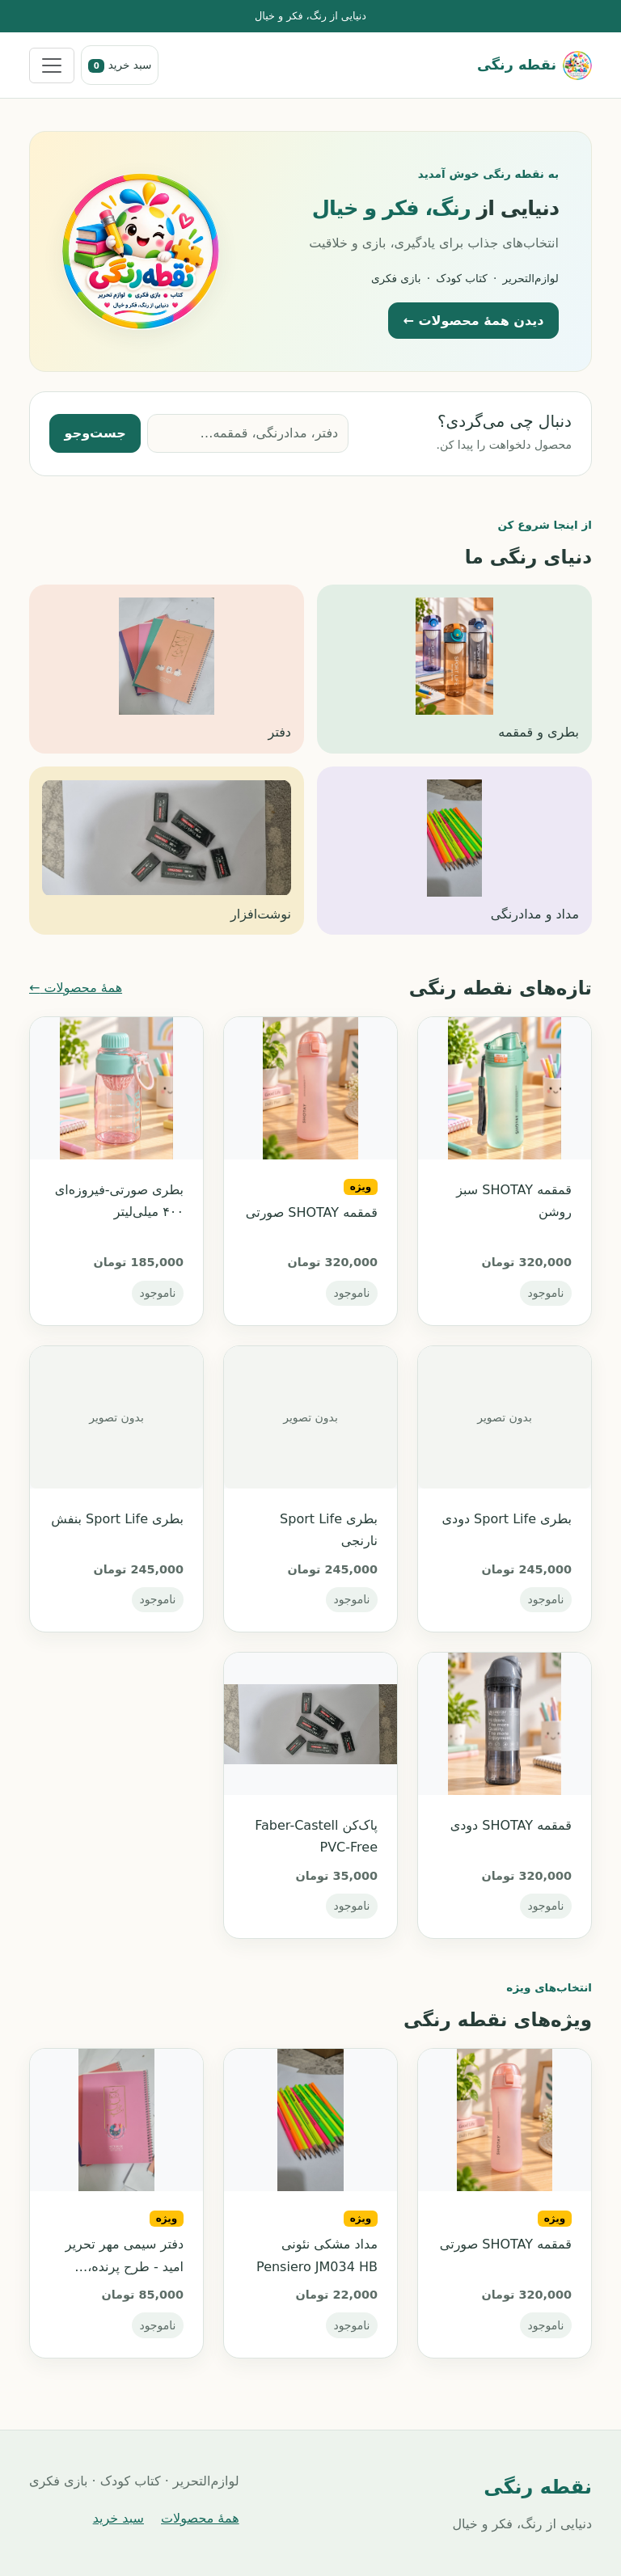 دنیایی از رنگ، فکر و خیال
نقطه رنگی
سبد خرید 0
به نقطه رنگی خوش آمدید
دنیایی از رنگ، فکر و خیال
انتخاب‌های جذاب برای یادگیری، بازی و خلاقیت
لوازم‌التحریر · کتاب کودک · بازی فکری
دیدن همهٔ محصولات ←
نقطه رنگی
کتاب • بازی فکری • لوازم تحریر
دنیایی از رنگ، فکر و خیال
دنبال چی می‌گردی؟
محصول دلخواهت را پیدا کن.
دفتر، مدادرنگی، قمقمه...
جست‌وجو
از اینجا شروع کن
دنیای رنگی ما
بطری و قمقمه
دفتر
مداد و مدادرنگی
نوشت‌افزار
تازه‌های نقطه رنگی
همهٔ محصولات ←
قمقمه SHOTAY سبز
روشن
320,000 تومان
ناموجود
ویژه
قمقمه SHOTAY صورتی
320,000 تومان
ناموجود
بطری صورتی-فیروزه‌ای
۴۰۰ میلی‌لیتر
185,000 تومان
ناموجود
بدون تصویر
بطری Sport Life دودی
245,000 تومان
ناموجود
بدون تصویر
بطری Sport Life
نارنجی
245,000 تومان
ناموجود
بدون تصویر
بطری Sport Life بنفش
245,000 تومان
ناموجود
قمقمه SHOTAY دودی
320,000 تومان
ناموجود
پاک‌کن Faber-Castell
PVC-Free
35,000 تومان
ناموجود
انتخاب‌های ویژه
ویژه‌های نقطه رنگی
ویژه
قمقمه SHOTAY صورتی
320,000 تومان
ناموجود
ویژه
مداد مشکی نئونی
Pensiero JM034 HB
22,000 تومان
ناموجود
ویژه
دفتر سیمی مهر تحریر
امید - طرح پرنده،...
85,000 تومان
ناموجود
نقطه رنگی
دنیایی از رنگ، فکر و خیال
لوازم‌التحریر · کتاب کودک · بازی فکری
همهٔ محصولات
سبد خرید